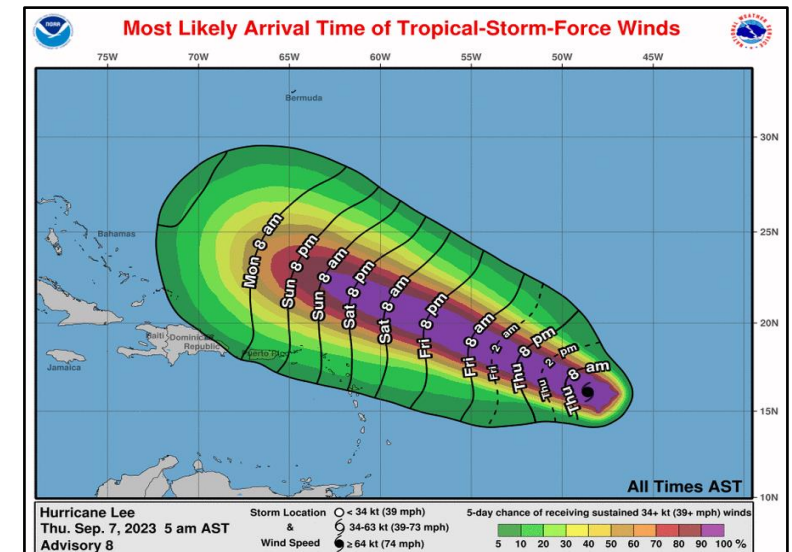 Most Likely Arrival Time of Tropical-Storm-Force Winds
75W 70W 65W 60W 55W 50W 45W
Bermuda
30N
Bahamas
25N
Mon 8 am
Sun 8 pm
Sun 8 am
Sat 8 pm
Sat 8 am
Fri 8 pm
Fri 8 am
Fri 2 am
Thu 8 pm
Thu 2 pm
Thu 8 am
20N
Haiti Dominican
Republic
Puerto Ri
Jamaica
15N
All Times AST
10N
Hurricane Lee
Thu. Sep. 7, 2023 5 am AST
Advisory 8
Storm Location
&
Wind Speed
< 34 kt (39 mph)
34-63 kt (39-73 mph)
≥ 64 kt (74 mph)
5-day chance of receiving sustained 34+ kt (39+ mph) winds
5 10 20 30 40 50 60 70 80 90 100 %